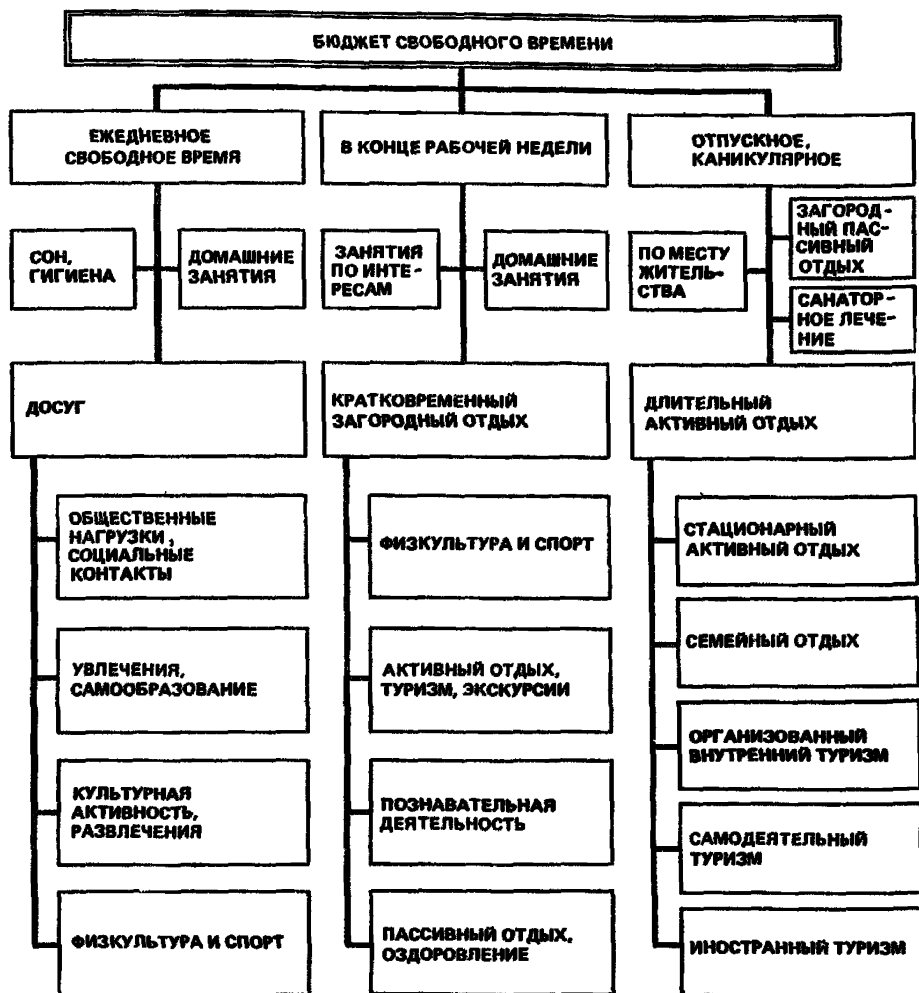 БЮДЖЕТ СВОБОДНОГО ВРЕМЕНИ
ЕЖЕДНЕВНОЕ
СВОБОДНОЕ ВРЕМЯ
В КОНЦЕ РАБОЧЕЙ НЕДЕЛИ
ОТПУСКНОЕ,
КАНИКУЛЯРНОЕ
СОН,
ГИГИЕНА
ДОМАШНИЕ
ЗАНЯТИЯ
ЗАНЯТИЯ
ПО ИНТЕ-
РЕСАМ
ДОМАШНИЕ
ЗАНЯТИЯ
ПО МЕСТУ
ЖИТЕЛЬ-
СТВА
ЗАГОРОД-
НЫЙ ПАС-
СИВНЫЙ
ОТДЫХ
САНАТОР-
НОЕ ЛЕЧЕ-
НИЕ
ДОСУГ
КРАТКОВРЕМЕННЫЙ
ЗАГОРОДНЫЙ ОТДЫХ
ДЛИТЕЛЬНЫЙ
АКТИВНЫЙ ОТДЫХ
ОБЩЕСТВЕННЫЕ
НАГРУЗКИ,
СОЦИАЛЬНЫЕ
КОНТАКТЫ
УВЛЕЧЕНИЯ,
САМООБРАЗОВАНИЕ
КУЛЬТУРНАЯ
АКТИВНОСТЬ,
РАЗВЛЕЧЕНИЯ
ФИЗКУЛЬТУРА И СПОРТ
ФИЗКУЛЬТУРА И СПОРТ
АКТИВНЫЙ ОТДЫХ,
ТУРИЗМ, ЭКСКУРСИИ
ПОЗНАВАТЕЛЬНАЯ
ДЕЯТЕЛЬНОСТЬ
ПАССИВНЫЙ ОТДЫХ,
ОЗДОРОВЛЕНИЕ
СТАЦИОНАРНЫЙ
АКТИВНЫЙ ОТДЫХ
СЕМЕЙНЫЙ ОТДЫХ
ОРГАНИЗОВАННЫЙ
ВНУТРЕННИЙ ТУРИЗМ
САМОДЕЯТЕЛЬНЫЙ
ТУРИЗМ
ИНОСТРАННЫЙ ТУРИЗМ